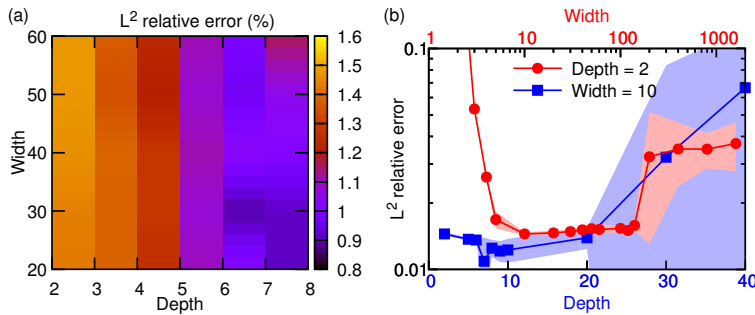 (a)
L² relative error (%)
60
50
40
30
20
Width
2 3 4 5 6 7 8
Depth
1.6
1.5
1.4
1.3
1.2
1.1
1
0.9
0.8
(b)
Width
1 10 100 1000
0.1
0.01
L² relative error
Depth = 2
Width = 10
0 10 20 30 40
Depth